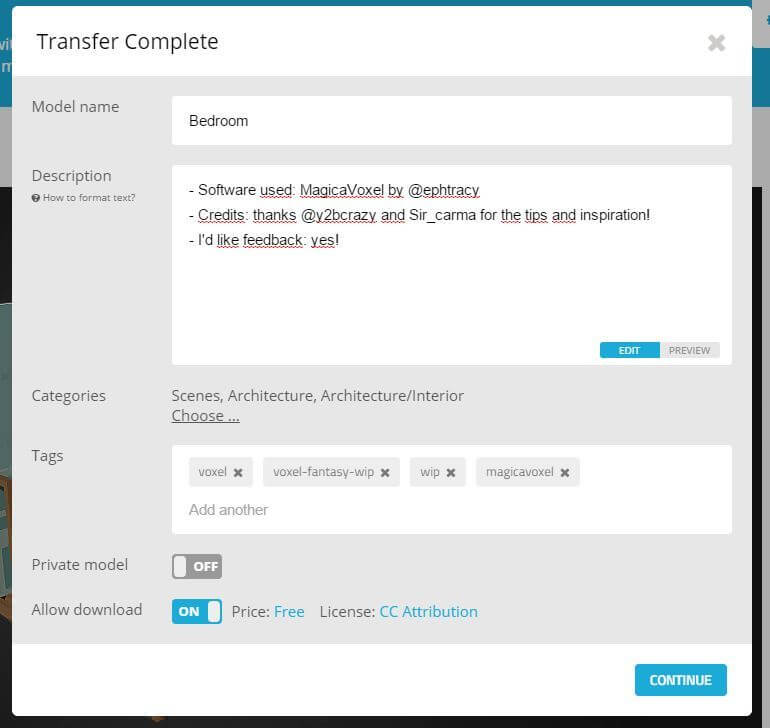 Transfer Complete
Model name
Bedroom
Description
How to format text?
- Software used: MagicaVoxel by @ephtracy
- Credits: thanks @y2bcrazy and Sir_carma for the tips and inspiration!
- I'd like feedback: yes!
EDIT PREVIEW
Categories
Scenes, Architecture, Architecture/Interior
Choose ...
Tags
voxel voxel-fantasy-wip wip magicavoxel
Add another
Private model
OFF
Allow download
ON Price: Free License: CC Attribution
CONTINUE